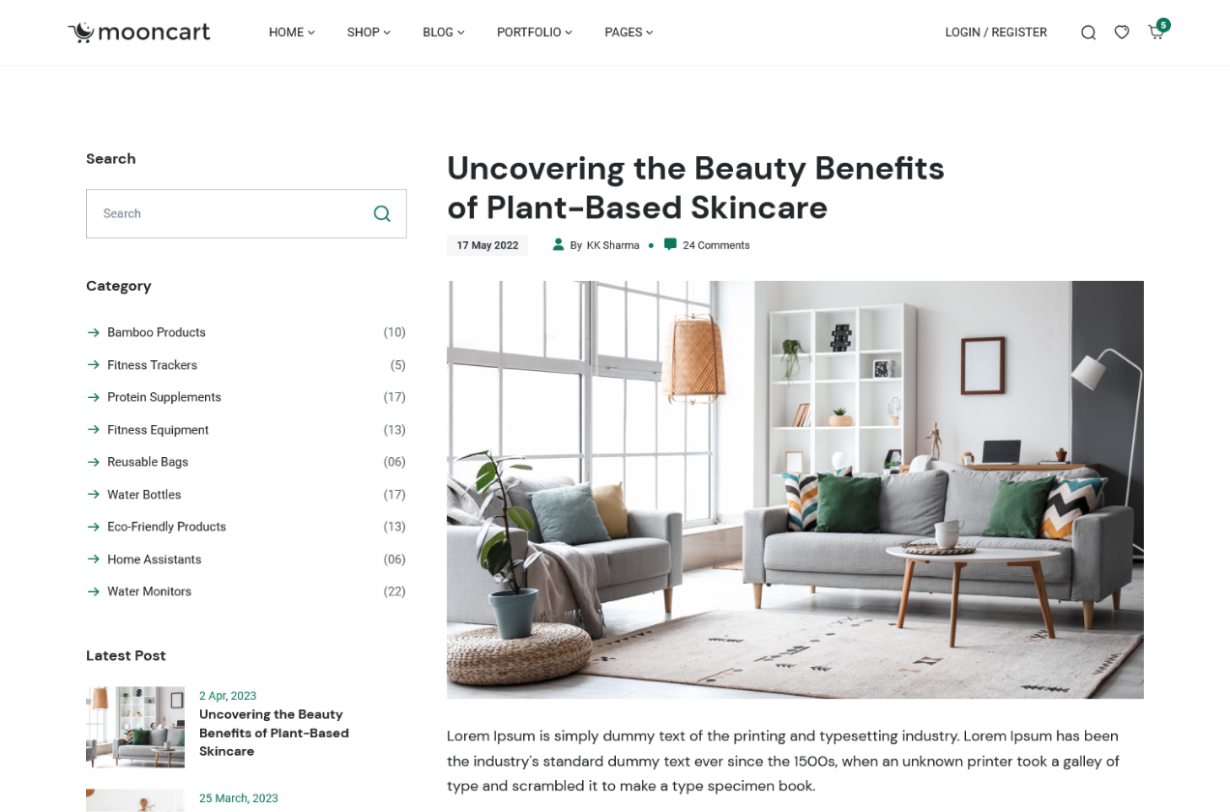 mooncart
HOME
SHOP
BLOG
PORTFOLIO
PAGES
LOGIN / REGISTER
5
Search
Search
Category
Bamboo Products (10)
Fitness Trackers (5)
Protein Supplements (17)
Fitness Equipment (13)
Reusable Bags (06)
Water Bottles (17)
Eco-Friendly Products (13)
Home Assistants (06)
Water Monitors (22)
Latest Post
2 Apr, 2023
Uncovering the Beauty
Benefits of Plant-Based
Skincare
25 March, 2023
Uncovering the Beauty Benefits
of Plant-Based Skincare
17 May 2022 By KK Sharma • 24 Comments
Lorem Ipsum is simply dummy text of the printing and typesetting industry. Lorem Ipsum has been
the industry's standard dummy text ever since the 1500s, when an unknown printer took a galley of
type and scrambled it to make a type specimen book.